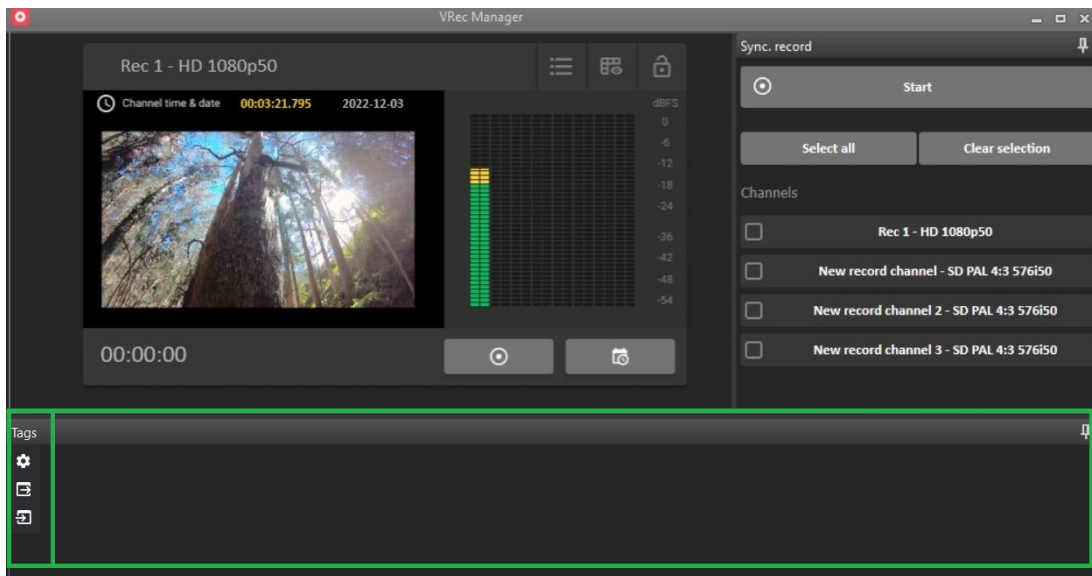 VRec Manager
Rec 1 - HD 1080p50
Channel time & date 00:03:21.795 2022-12-03
dBFS
0
-6
-12
-18
-24
-36
-42
-48
-54
00:00:00
Sync. record
Start
Select all Clear selection
Channels
Rec 1 - HD 1080p50
New record channel - SD PAL 4:3 576i50
New record channel 2 - SD PAL 4:3 576i50
New record channel 3 - SD PAL 4:3 576i50
Tags